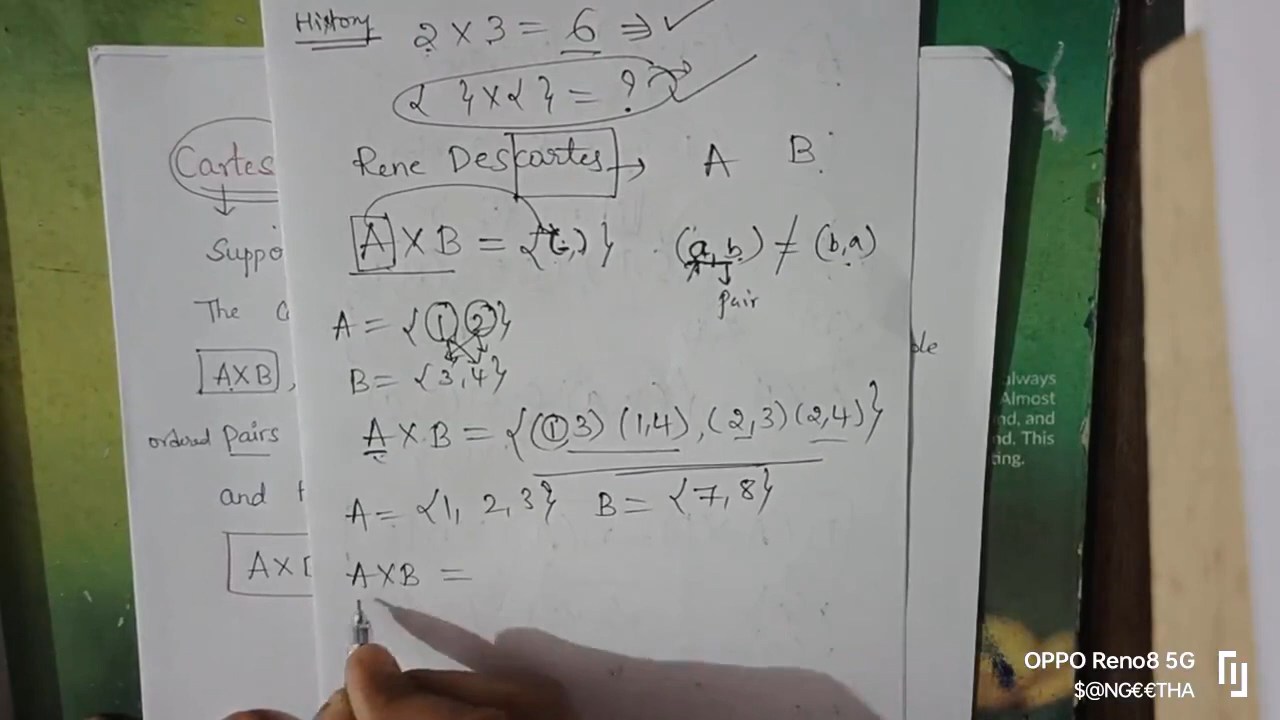 History 2 × 3 = 6 ⇒ ✓
{ } × { } = ? ✓
Rene Descartes → A B
A × B = {(,)} (a, b) ≠ (b, a)
Pair
A = {1 2}
B = {3, 4}
A × B = {(1, 3) (1, 4), (2, 3) (2, 4)}
A = {1, 2, 3} B = {7, 8}
A × B =
Cartes
Suppo
The
A×B ,
ordered pairs
and
A×
always
Almost
nd, and
nd. This
ting.
OPPO Reno8 5G
$@NG€€THA